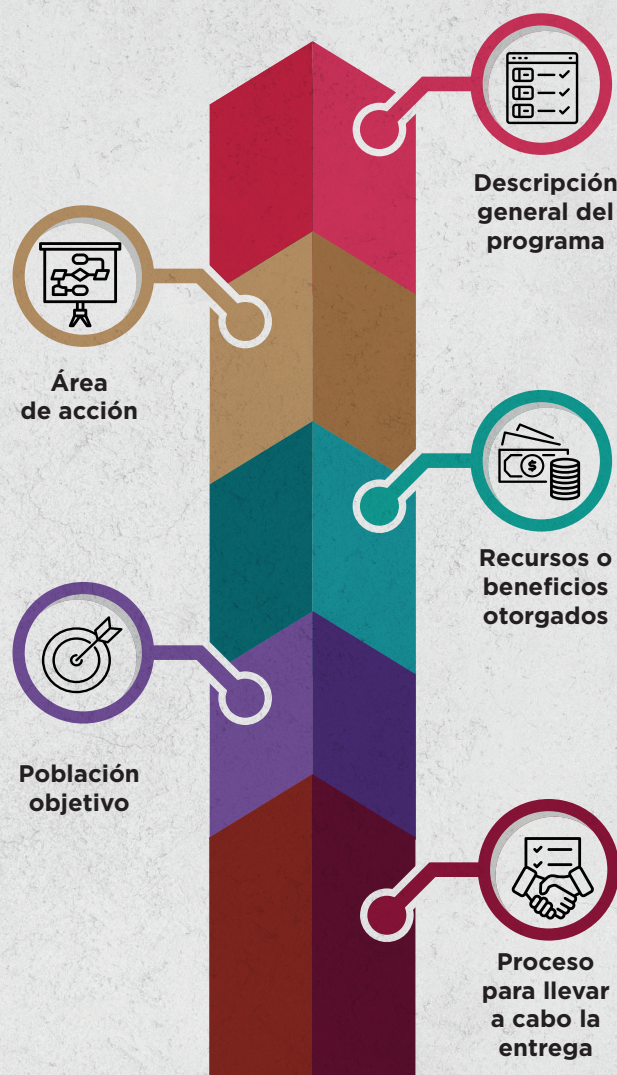 Descripción
general del
programa
Área
de acción
Recursos o
beneficios
otorgados
Población
objetivo
Proceso
para llevar
a cabo la
entrega